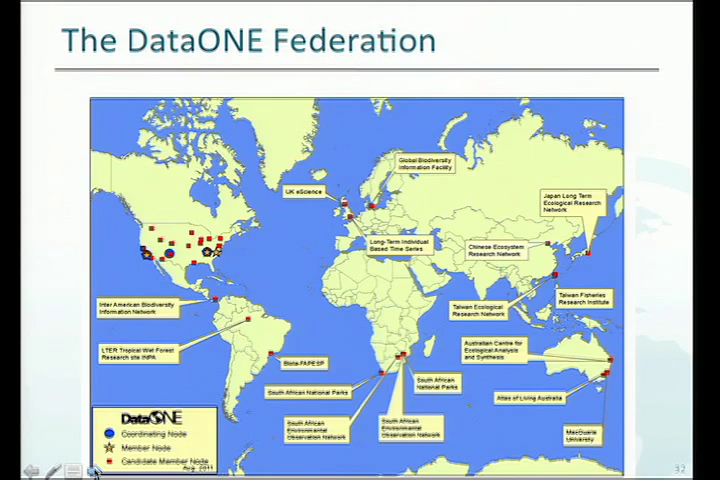 The DataONE Federation
Global Biodiversity
Information Facility
UK eScience
Japan Long Term
Ecological Research
Network
Long-Term Individual
Based Time Series
Chinese Ecosystem
Research Network
Inter American Biodiversity
Information Network
Taiwan Ecological
Research Network
Taiwan Fisheries
Research Institute
LTER Tropical Wet Forest
Research site INPA
Australian Centre for
Ecological Analysis
and Synthesis
Biota-FAPESP
South African National Parks
South African
National Parks
Atlas of Living Australia
South African
Environmental
Observation Network
South African
Environmental
Observation Network
MacQuarie
University
DataONE
Coordinating Node
Member Node
Candidate Member Node
Aug. 2011
32